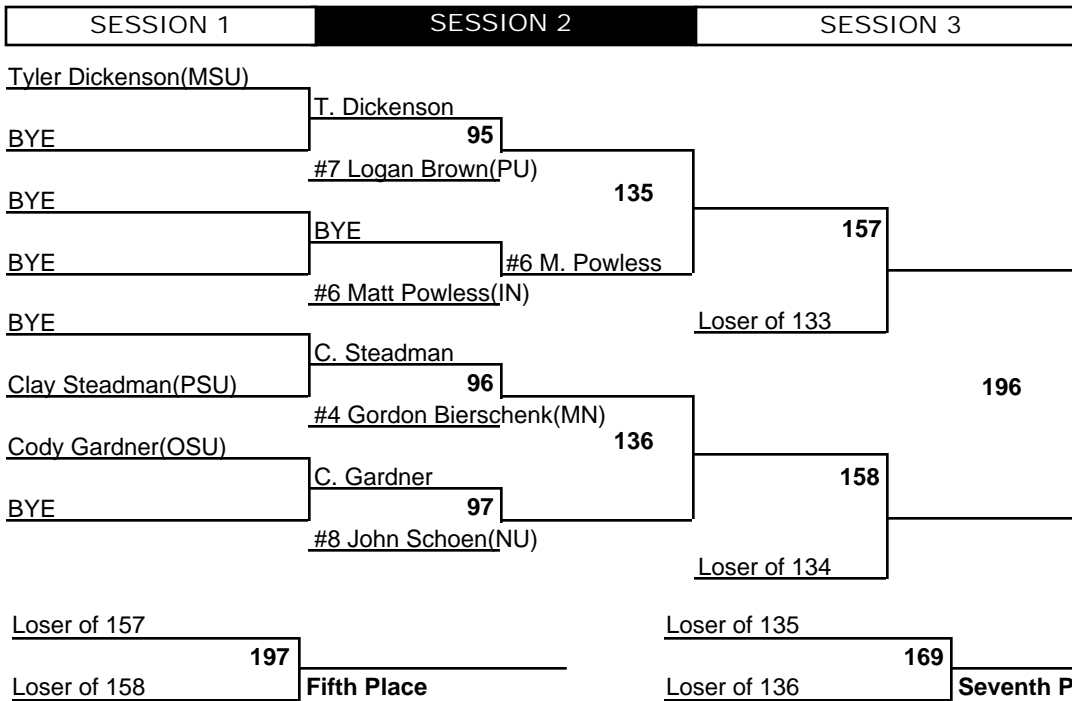 SESSION 1 SESSION 2 SESSION 3
Tyler Dickenson(MSU)
T. Dickenson
BYE 95
#7 Logan Brown(PU)
135
BYE
BYE 157
BYE #6 M. Powless
#6 Matt Powless(IN)
BYE Loser of 133
C. Steadman
Clay Steadman(PSU) 96 196
#4 Gordon Bierschenk(MN)
Cody Gardner(OSU) 136
C. Gardner 158
BYE 97
#8 John Schoen(NU)
Loser of 134
Loser of 157 Loser of 135
197 169
Loser of 158 Fifth Place Loser of 136 Seventh P